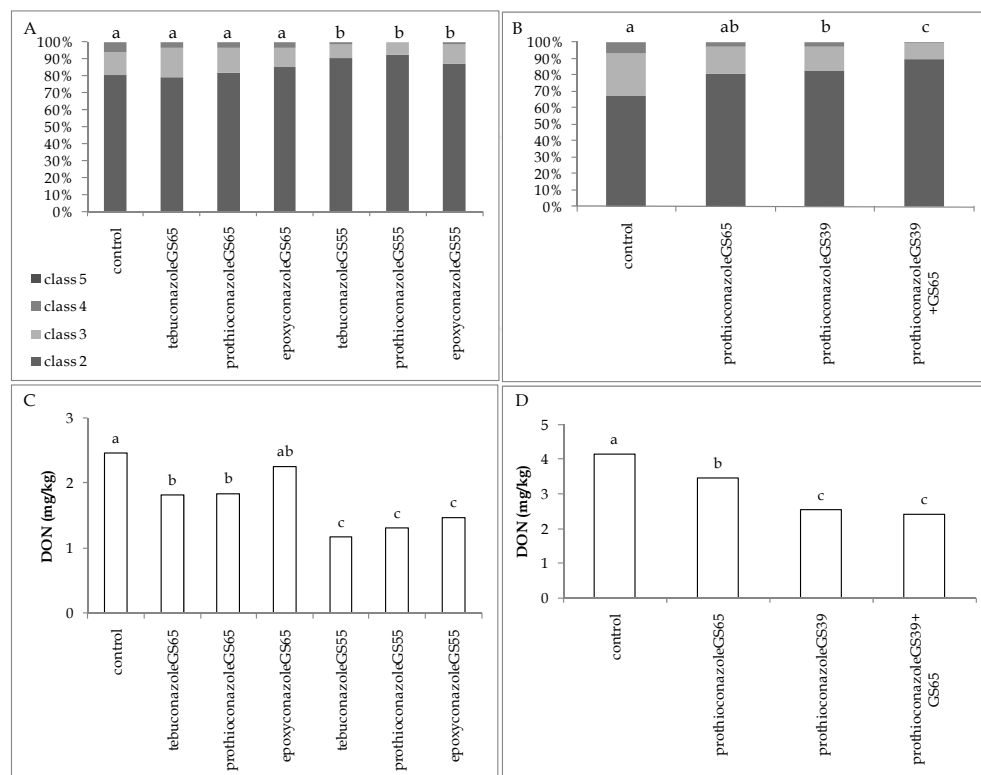 A
a a a a b b b
100%
90%
80%
70%
60%
50%
40%
30%
20%
10%
0%
control
tebuconazoleGS65
prothioconazoleGS65
epoxyconazoleGS65
tebuconazoleGS55
prothioconazoleGS55
epoxyconazoleGS55
class 5
class 4
class 3
class 2
B
a ab b c
100%
90%
80%
70%
60%
50%
40%
30%
20%
10%
0%
control
prothioconazoleGS65
prothioconazoleGS39
prothioconazoleGS39
+GS65
C
DON (mg/kg)
3
2
1
0
a b b ab c c c
control
tebuconazoleGS65
prothioconazoleGS65
epoxyconazoleGS65
tebuconazoleGS55
prothioconazoleGS55
epoxyconazoleGS55
D
DON (mg/kg)
5
4
3
2
1
0
a b c c
control
prothioconazoleGS65
prothioconazoleGS39
prothioconazoleGS39+
GS65